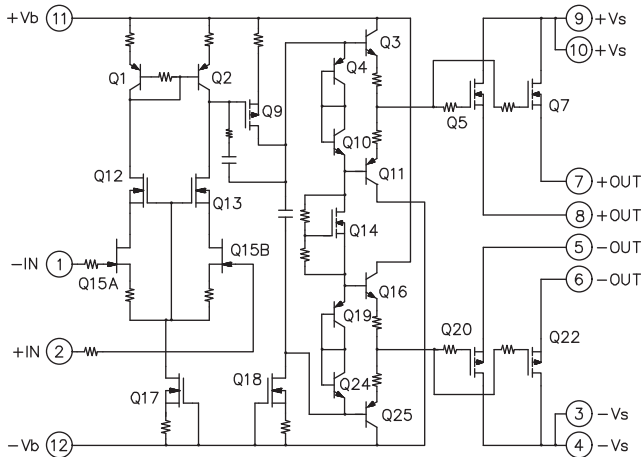 +Vb 11
9 +Vs
10 +Vs
Q3
Q4
Q1
Q2
Q9
Q5
Q7
Q10
Q11
Q12
Q13
7 +OUT
8 +OUT
Q14
5 −OUT
6 −OUT
−IN 1
Q15A
Q15B
Q16
Q19
Q20
Q22
+IN 2
Q17
Q18
Q24
Q25
3 −Vs
−Vb 12
4 −Vs